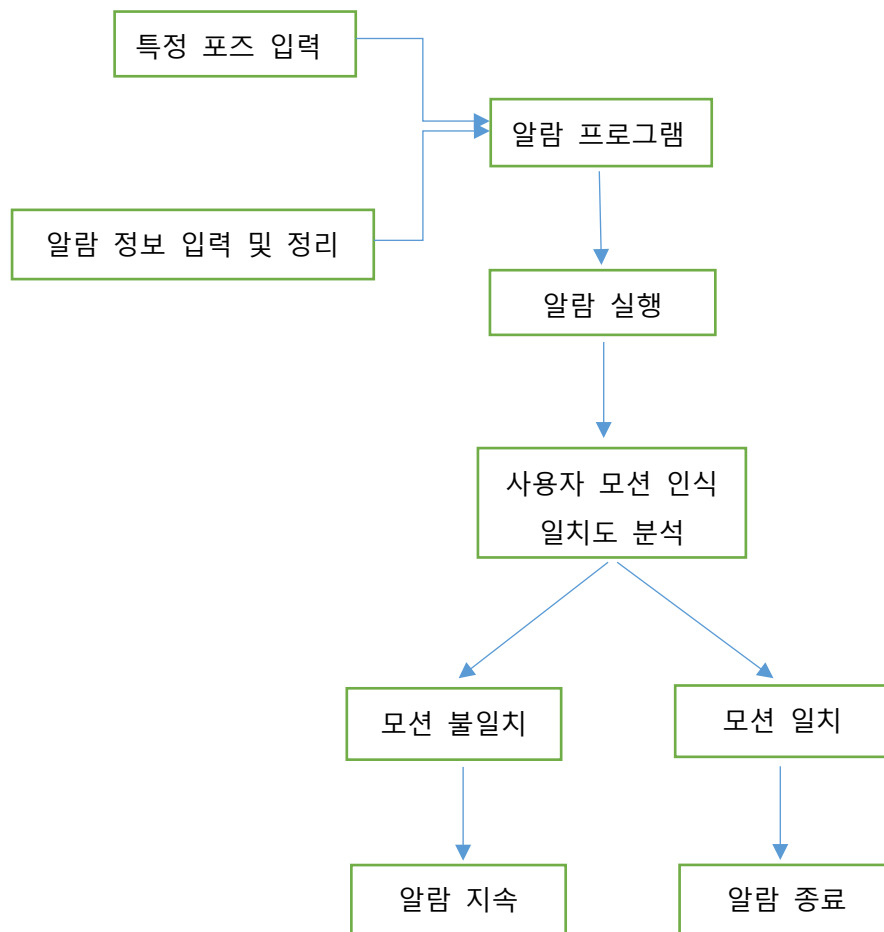 특정 포즈 입력
알람 프로그램
알람 정보 입력 및 정리
알람 실행
사용자 모션 인식
일치도 분석
모션 불일치
모션 일치
알람 지속
알람 종료